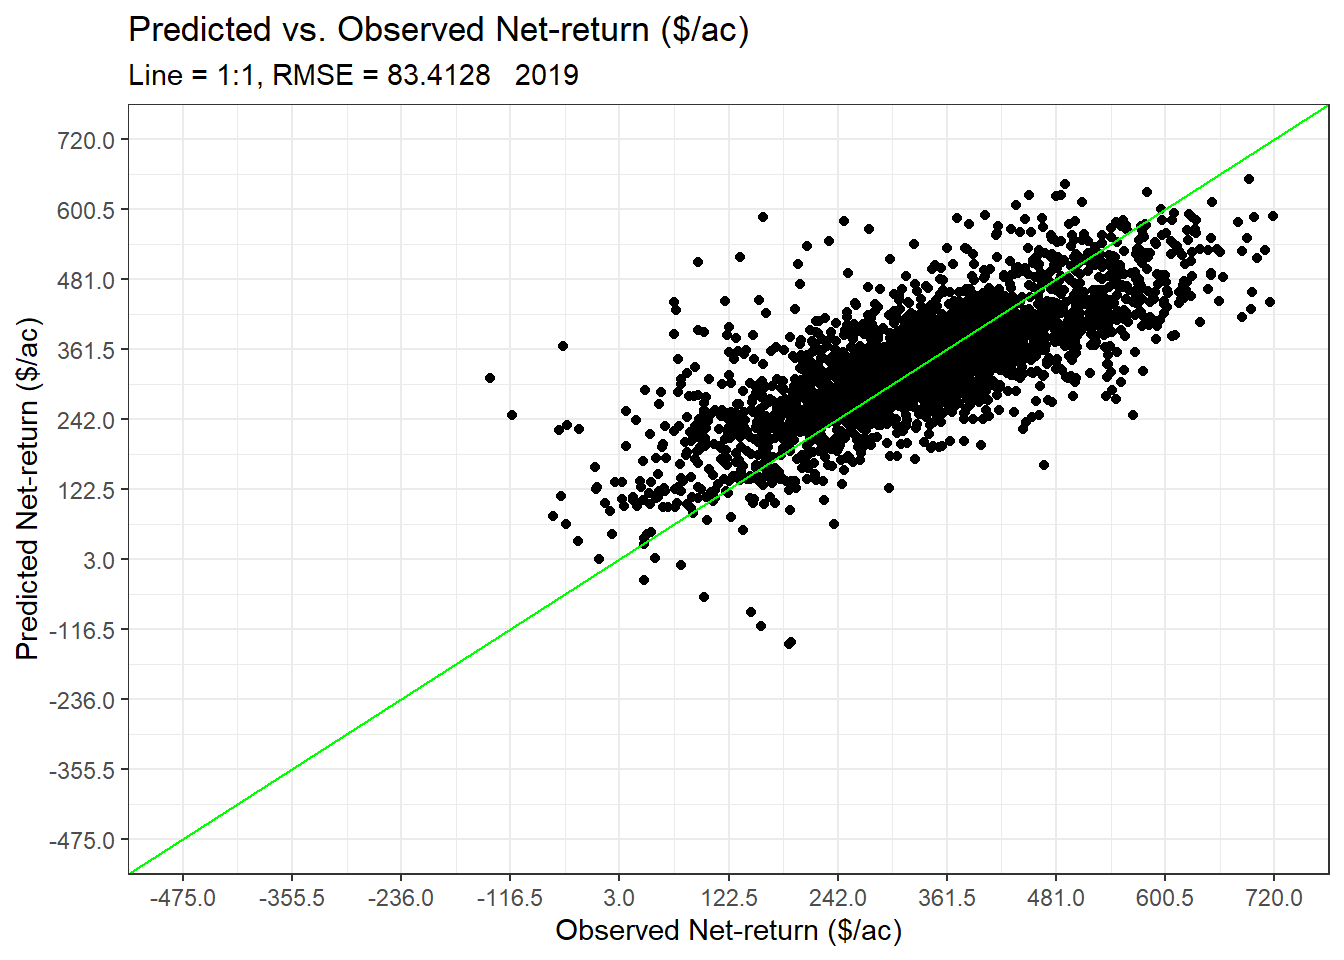 Predicted vs. Observed Net-return ($/ac)
Line = 1:1, RMSE = 83.4128   2019
Predicted Net-return ($/ac)
720.0
600.5
481.0
361.5
242.0
122.5
3.0
-116.5
-236.0
-355.5
-475.0
-475.0 -355.5 -236.0 -116.5 3.0 122.5 242.0 361.5 481.0 600.5 720.0
Observed Net-return ($/ac)